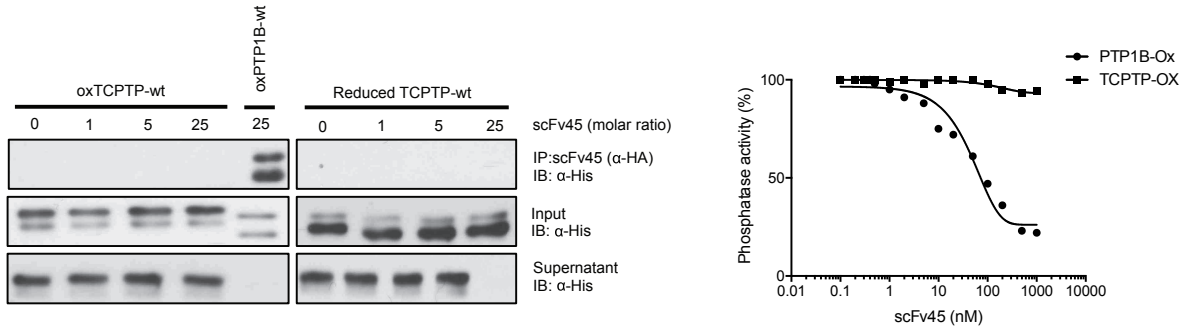 oxTCPTP-wt
oxPTP1B-wt
Reduced TCPTP-wt
0 1 5 25 25 0 1 5 25 scFv45 (molar ratio)
IP:scFv45 (α-HA)
IB: α-His
Input
IB: α-His
Supernatant
IB: α-His
PTP1B-Ox
TCPTP-OX
Phosphatase activity (%)
100
50
0
0.01 0.1 1 10 100 1000 10000
scFv45 (nM)